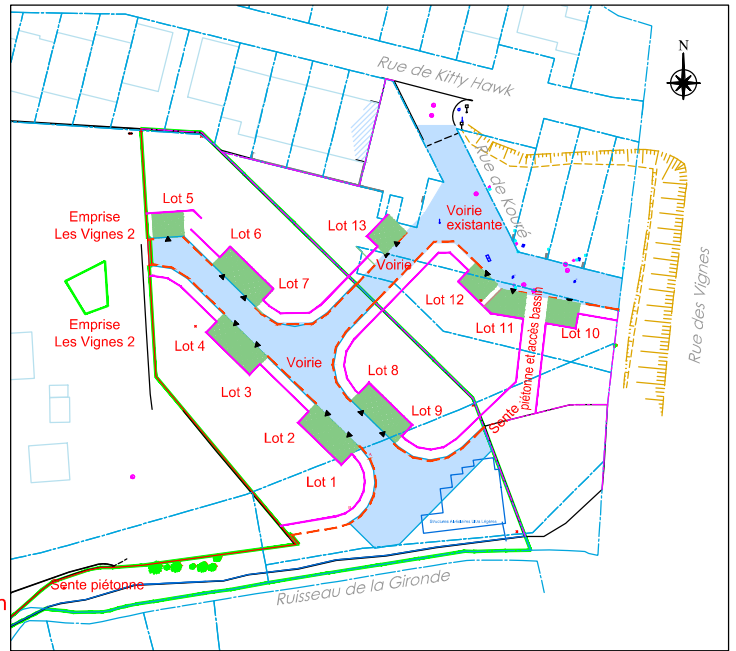 Rue de Kitty Hawk
N
Rue de Kouré
Lot 5
Emprise
Les Vignes 2
Lot 6
Lot 13
Voirie
existante
Lot 7
Voirie
Emprise
Les Vignes 2
Lot 12
Rue des Vignes
Lot 11
Lot 10
Lot 4
Voirie
Lot 3
Lot 8
Lot 9
Sente piétonne et accès bassin
Lot 2
Lot 1
Sente piétonne
Ruisseau de la Gironde